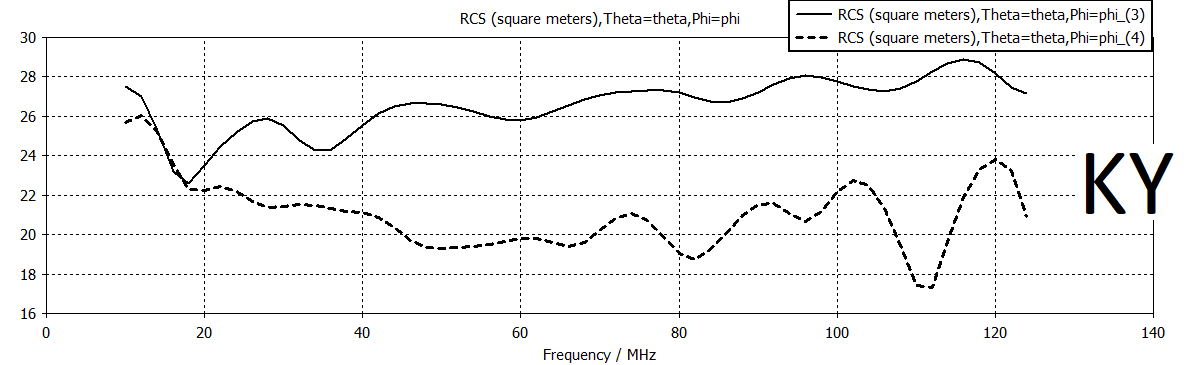 RCS (square meters),Theta=theta,Phi=phi
RCS (square meters),Theta=theta,Phi=phi_(3)
RCS (square meters),Theta=theta,Phi=phi_(4)
30
28
26
24
22
20
18
16
KY
0 20 40 60 80 100 120 140
Frequency / MHz